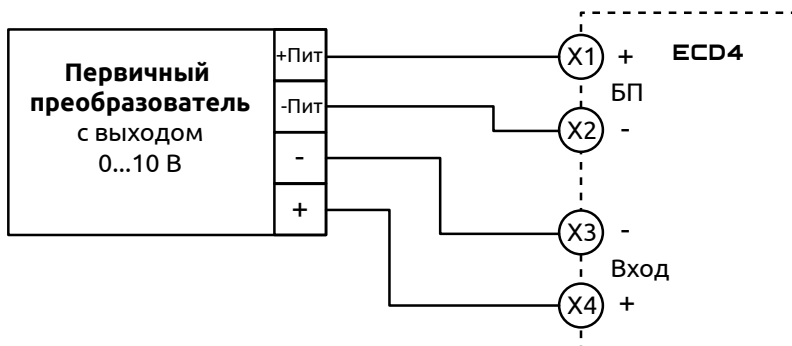 Первичный
преобразователь
с выходом
0...10 В
+Пит
-Пит
-
+
X1 +
БП
X2 -
X3 -
Вход
X4 +
ECD4